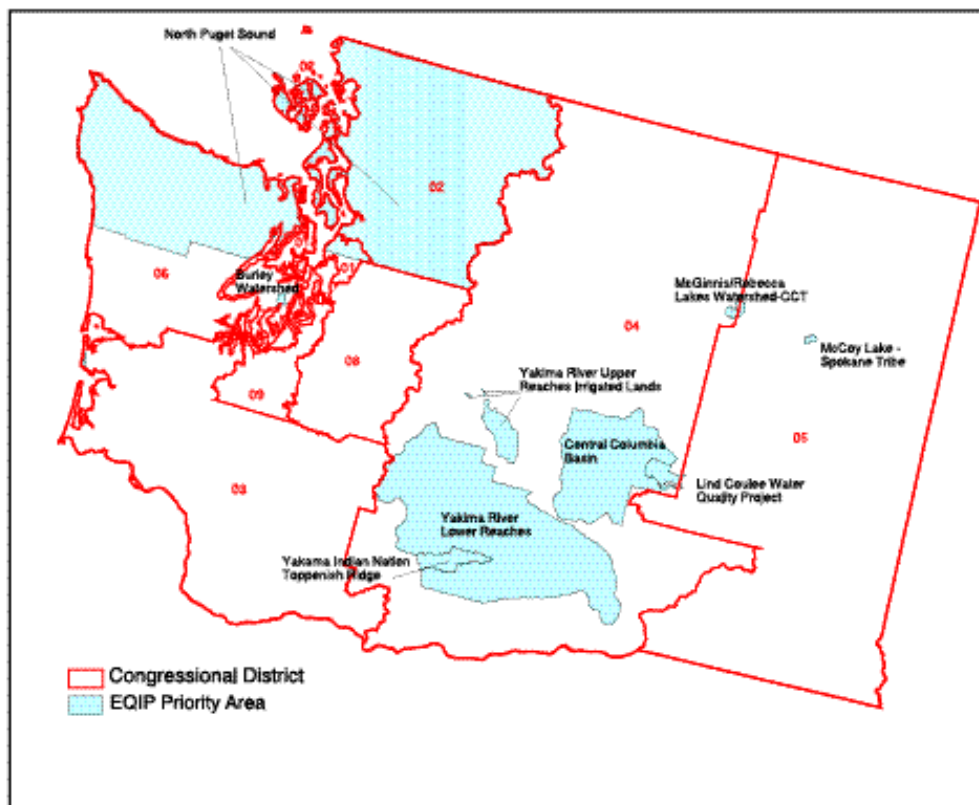 North Puget Sound
02
02
06
Burley
Watershed
01
McGinnis/Rebecca
Lakes Watershed-CCT
04
McCoy Lake -
Spokane Tribe
08
Yakima River Upper
Reaches Irrigated Lands
09
05
Central Columbia
Basin
03
Lind Coulee Water
Quality Project
Yakima River
Lower Reaches
Yakama Indian Nation
Toppenish Ridge
Congressional District
EQIP Priority Area